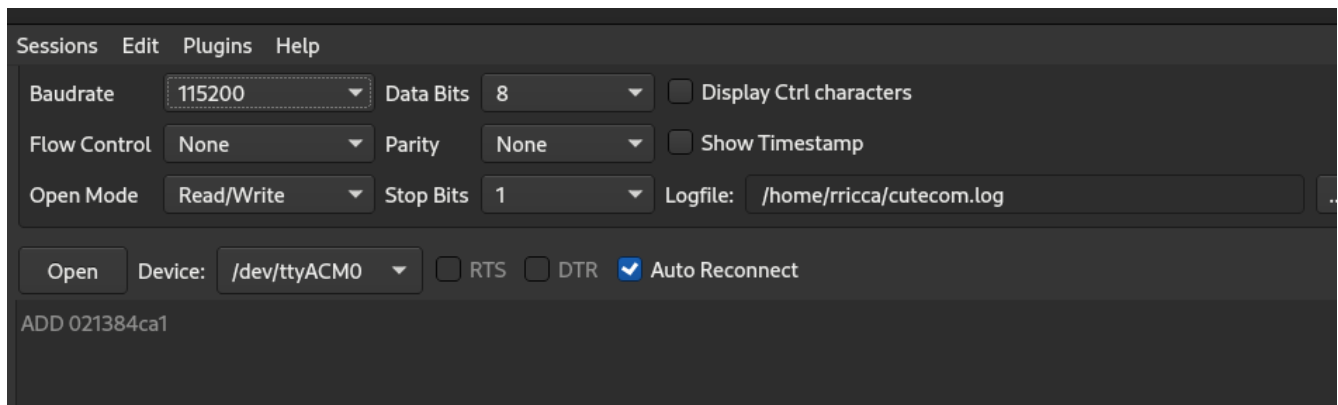 Sessions Edit Plugins Help
Baudrate 115200 Data Bits 8 Display Ctrl characters
Flow Control None Parity None Show Timestamp
Open Mode Read/Write Stop Bits 1 Logfile: /home/rricca/cutecom.log ..
Open Device: /dev/ttyACM0 RTS DTR Auto Reconnect
ADD 021384ca1